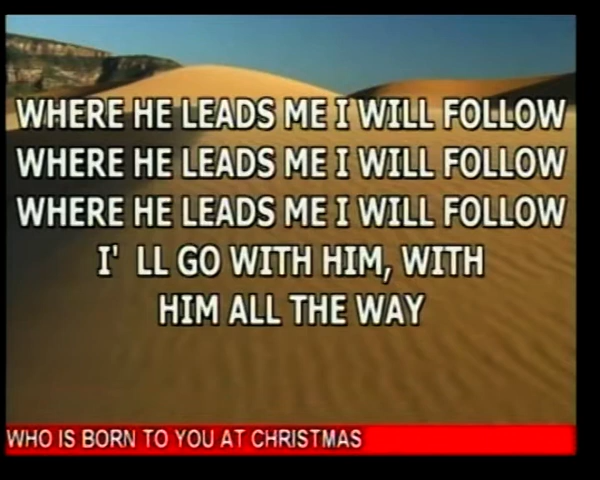 WHERE HE LEADS ME I WILL FOLLOW
WHERE HE LEADS ME I WILL FOLLOW
WHERE HE LEADS ME I WILL FOLLOW
I' LL GO WITH HIM, WITH
HIM ALL THE WAY
WHO IS BORN TO YOU AT CHRISTMAS